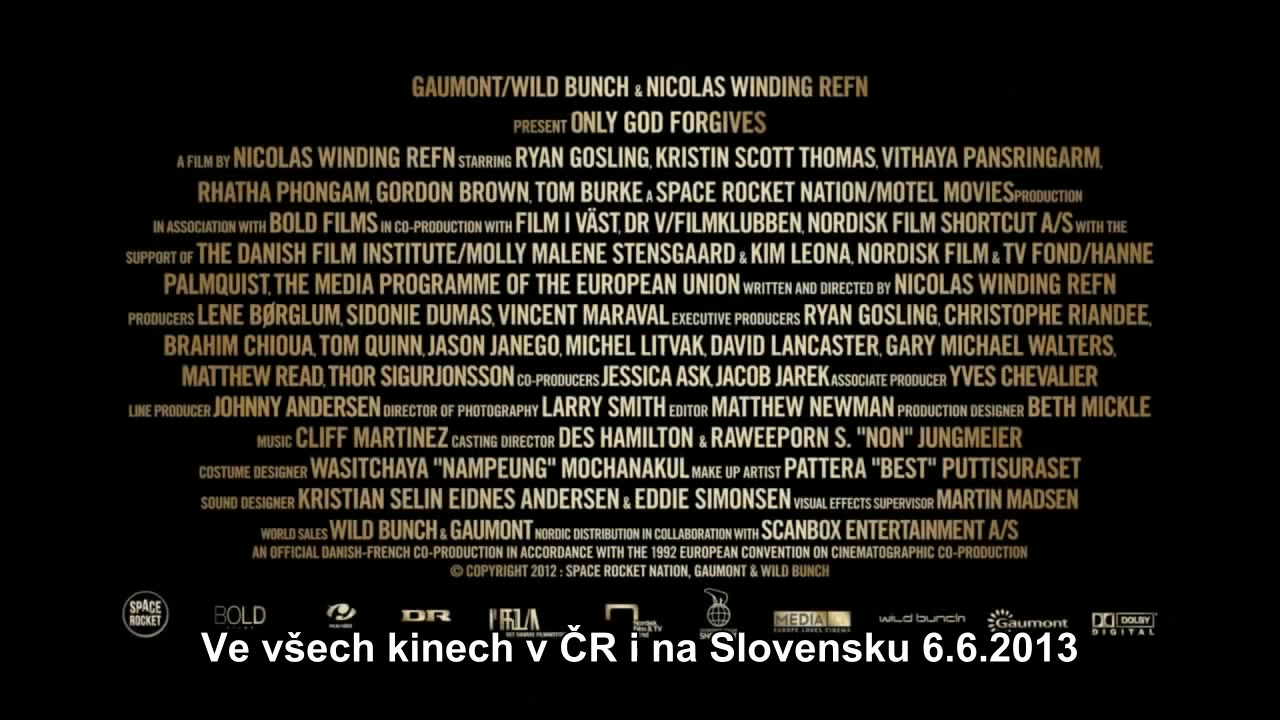 GAUMONT/WILD BUNCH & NICOLAS WINDING REFN
PRESENT ONLY GOD FORGIVES
A FILM BY NICOLAS WINDING REFN STARRING RYAN GOSLING, KRISTIN SCOTT THOMAS, VITHAYA PANSRINGARM,
RHATHA PHONGAM, GORDON BROWN, TOM BURKE A SPACE ROCKET NATION/MOTEL MOVIES PRODUCTION
IN ASSOCIATION WITH BOLD FILMS IN CO-PRODUCTION WITH FILM I VÄST, DR V/FILMKLUBBEN, NORDISK FILM SHORTCUT A/S WITH THE
SUPPORT OF THE DANISH FILM INSTITUTE/MOLLY MALENE STENSGAARD & KIM LEONA, NORDISK FILM & TV FOND/HANNE
PALMQUIST, THE MEDIA PROGRAMME OF THE EUROPEAN UNION WRITTEN AND DIRECTED BY NICOLAS WINDING REFN
PRODUCERS LENE BØRGLUM, SIDONIE DUMAS, VINCENT MARAVAL EXECUTIVE PRODUCERS RYAN GOSLING, CHRISTOPHE RIANDEE,
BRAHIM CHIOUA, TOM QUINN, JASON JANEGO, MICHEL LITVAK, DAVID LANCASTER, GARY MICHAEL WALTERS,
MATTHEW READ, THOR SIGURJONSSON CO-PRODUCERS JESSICA ASK, JACOB JAREK ASSOCIATE PRODUCER YVES CHEVALIER
LINE PRODUCER JOHNNY ANDERSEN DIRECTOR OF PHOTOGRAPHY LARRY SMITH EDITOR MATTHEW NEWMAN PRODUCTION DESIGNER BETH MICKLE
MUSIC CLIFF MARTINEZ CASTING DIRECTOR DES HAMILTON & RAWEEPORN S. "NON" JUNGMEIER
COSTUME DESIGNER WASITCHAYA "NAMPEUNG" MOCHANAKUL MAKE UP ARTIST PATTERA "BEST" PUTTISURASET
SOUND DESIGNER KRISTIAN SELIN EIDNES ANDERSEN & EDDIE SIMONSEN VISUAL EFFECTS SUPERVISOR MARTIN MADSEN
WORLD SALES WILD BUNCH & GAUMONT NORDIC DISTRIBUTION IN COLLABORATION WITH SCANBOX ENTERTAINMENT A/S
AN OFFICIAL DANISH-FRENCH CO-PRODUCTION IN ACCORDANCE WITH THE 1992 EUROPEAN CONVENTION ON CINEMATOGRAPHIC CO-PRODUCTION
© COPYRIGHT 2012 : SPACE ROCKET NATION, GAUMONT & WILD BUNCH
SPACE ROCKET BOLD DR MEDIA EUROPE LOVES CINEMA wild bunch Gaumont DOLBY DIGITAL
Ve všech kinech v ČR i na Slovensku 6.6.2013